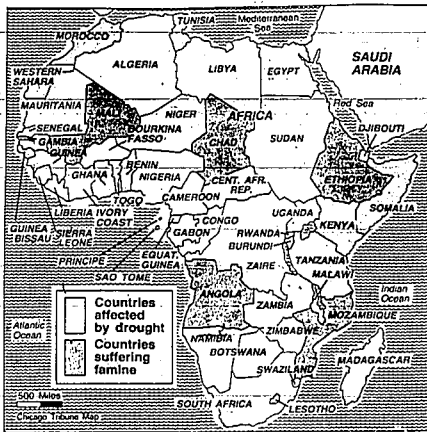 TUNISIA
Mediterranean
Sea
MOROCCO
ALGERIA
LIBYA
EGYPT
SAUDI
ARABIA
WESTERN
SAHARA
Red Sea
MAURITANIA
MALI
NIGER
AFRICA
CHAD
SUDAN
DJIBOUTI
SENEGAL
GAMBIA
GUINEA
BOURKINA
FASSO
BENIN
GHANA
NIGERIA
CENT. AFR.
REP.
ETHIOPIA
SOMALIA
CAMEROON
TOGO
LIBERIA
IVORY
COAST
GUINEA
BISSAU
SIERRA
LEONE
CONGO
GABON
UGANDA
KENYA
RWANDA
BURUNDI
EQUAT.
GUINEA
PRINCIPE
SAO TOME
ZAIRE
TANZANIA
MALAWI
Indian
Ocean
Countries
affected
by drought
Countries
suffering
famine
Atlantic
Ocean
ANGOLA
ZAMBIA
MOZAMBIQUE
ZIMBABWE
NAMIBIA
BOTSWANA
MADAGASCAR
SWAZILAND
500 Miles
SOUTH AFRICA
LESOTHO
Chicago Tribune Map